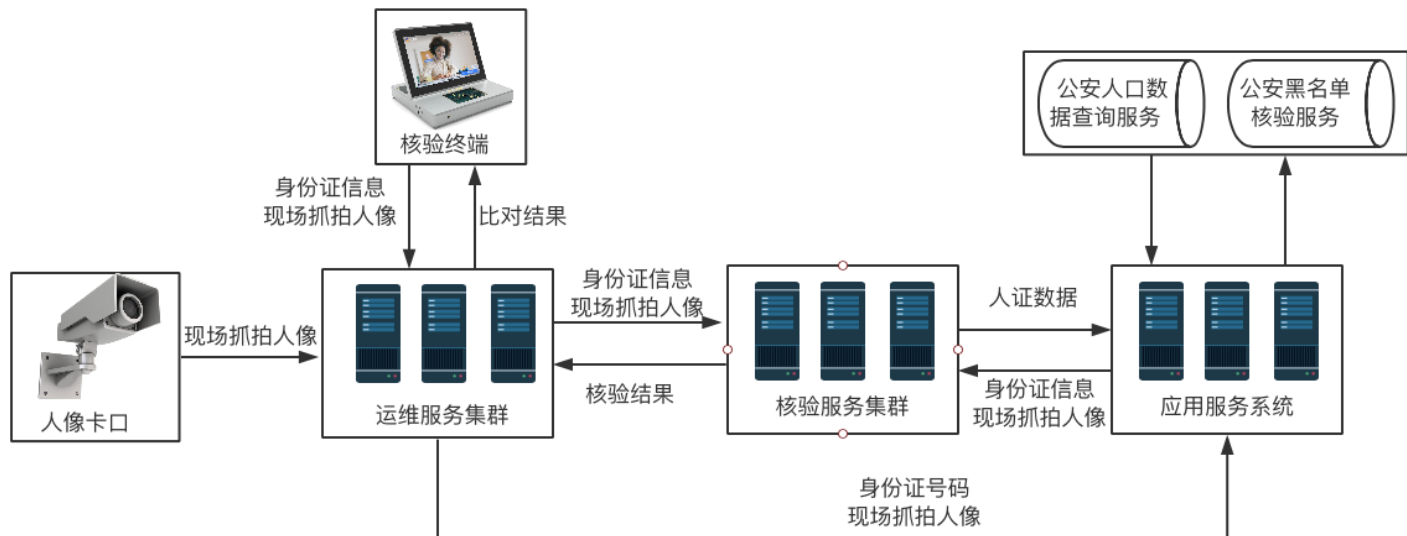 核验终端
公安人口数
据查询服务
公安黑名单
核验服务
身份证信息
现场抓拍人像
比对结果
现场抓拍人像
人像卡口
运维服务集群
身份证信息
现场抓拍人像
核验结果
核验服务集群
人证数据
身份证信息
现场抓拍人像
应用服务系统
身份证号码
现场抓拍人像